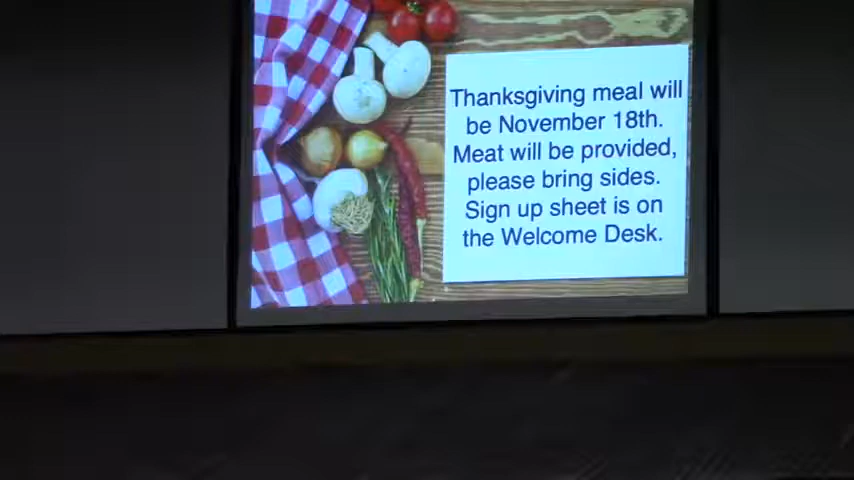 Thanksgiving meal will
be November 18th.
Meat will be provided,
please bring sides.
Sign up sheet is on
the Welcome Desk.